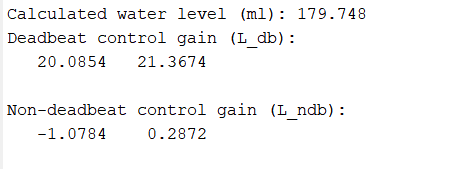 Calculated water level (ml): 179.748
Deadbeat control gain (L_db):
20.0854 21.3674
Non-deadbeat control gain (L_ndb):
-1.0784 0.2872